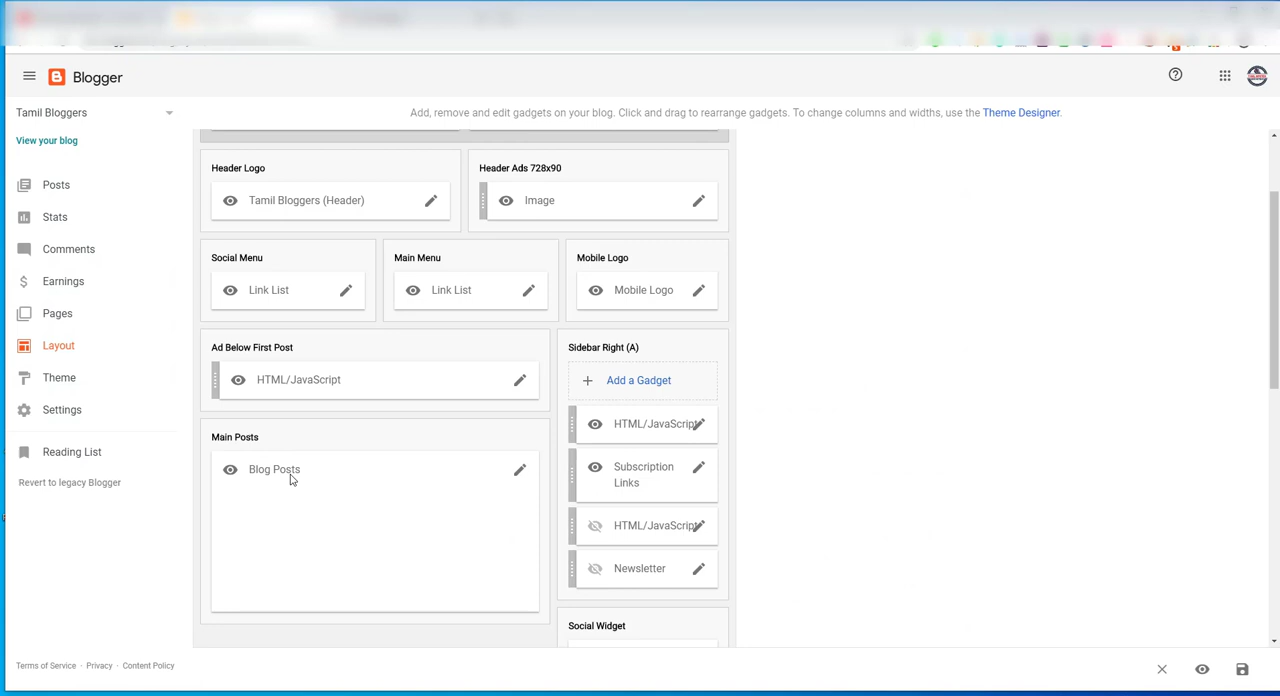 Blogger
Tamil Bloggers
Add, remove and edit gadgets on your blog. Click and drag to rearrange gadgets. To change columns and widths, use the Theme Designer.
View your blog
Posts
Stats
Comments
Earnings
Pages
Layout
Theme
Settings
Reading List
Revert to legacy Blogger
Header Logo
Tamil Bloggers (Header)
Header Ads 728x90
Image
Social Menu
Link List
Main Menu
Link List
Mobile Logo
Mobile Logo
Ad Below First Post
HTML/JavaScript
Main Posts
Blog Posts
Sidebar Right (A)
Add a Gadget
HTML/JavaScript
Subscription
Links
HTML/JavaScript
Newsletter
Social Widget
Terms of Service · Privacy · Content Policy